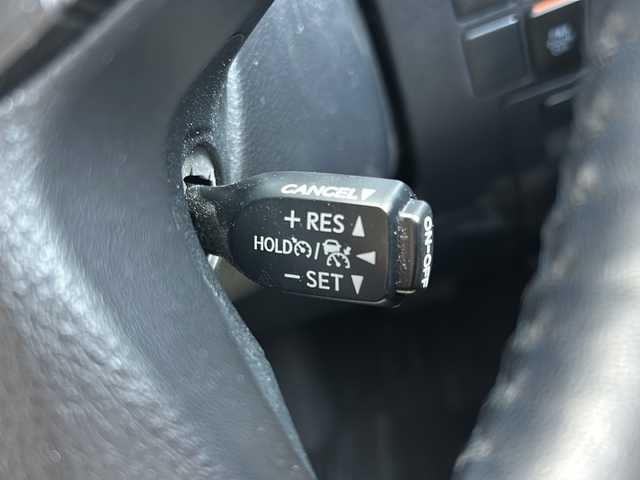 CANCEL▼
+ RES ▲
HOLD / ◀
− SET ▼
ON-OFF